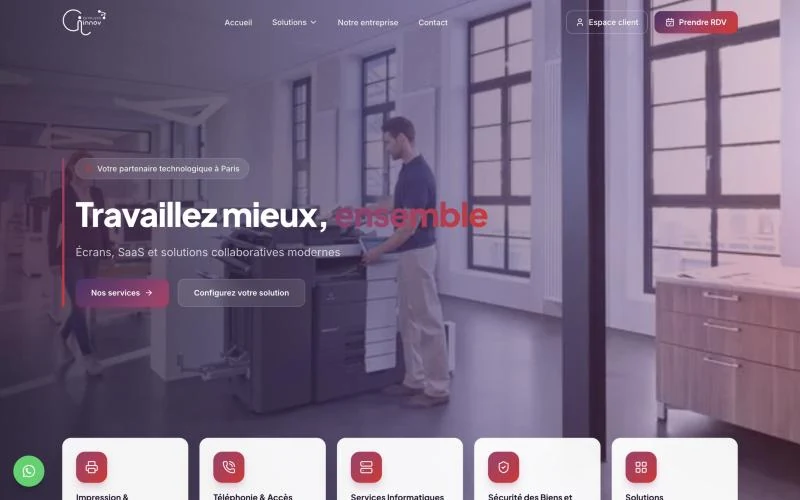 innov
Accueil
Solutions
Notre entreprise
Contact
Espace client
Prendre RDV
Votre partenaire technologique à Paris
Travaillez mieux, ensemble
Écrans, SaaS et solutions collaboratives modernes
Nos services
Configurez votre solution
Impression &
Téléphonie & Accès
Services Informatiques
Sécurité des Biens et
Solutions